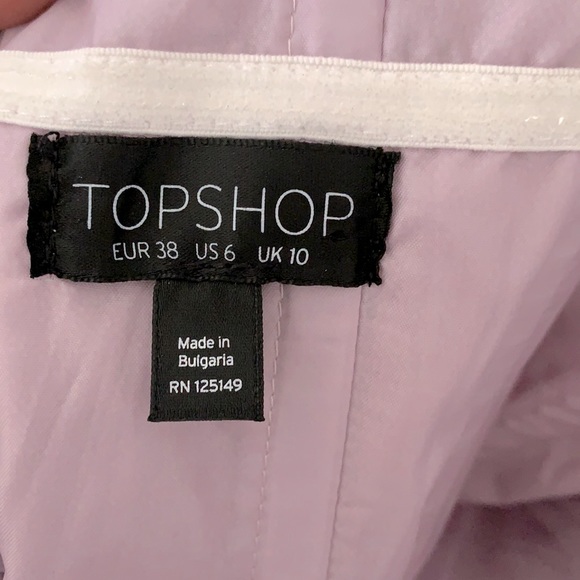 TOPSHOP
EUR 38 US 6 UK 10
Made in
Bulgaria
RN 125149